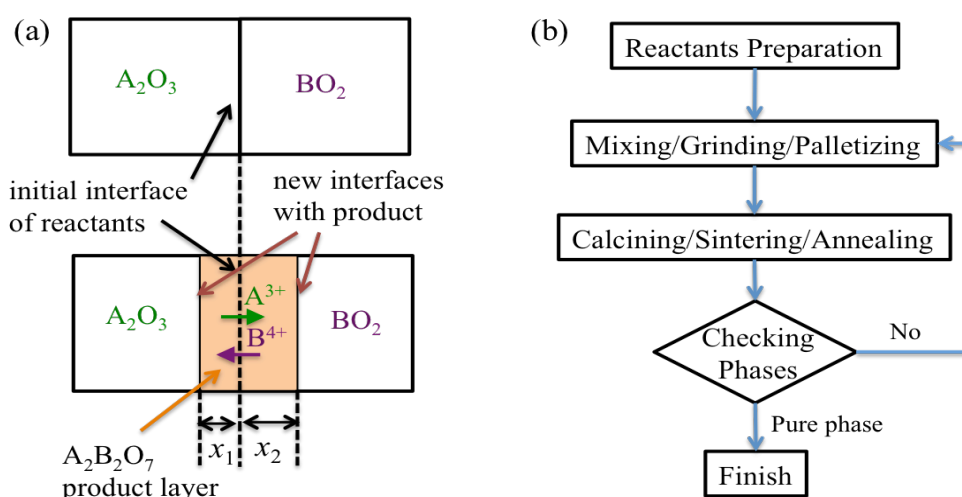 (a)
A₂O₃
BO₂
initial interface
of reactants
new interfaces
with product
A₂O₃
A³⁺
B⁴⁺
BO₂
x₁
x₂
A₂B₂O₇
product layer
(b)
Reactants Preparation
Mixing/Grinding/Palletizing
Calcining/Sintering/Annealing
Checking
Phases
No
Pure phase
Finish